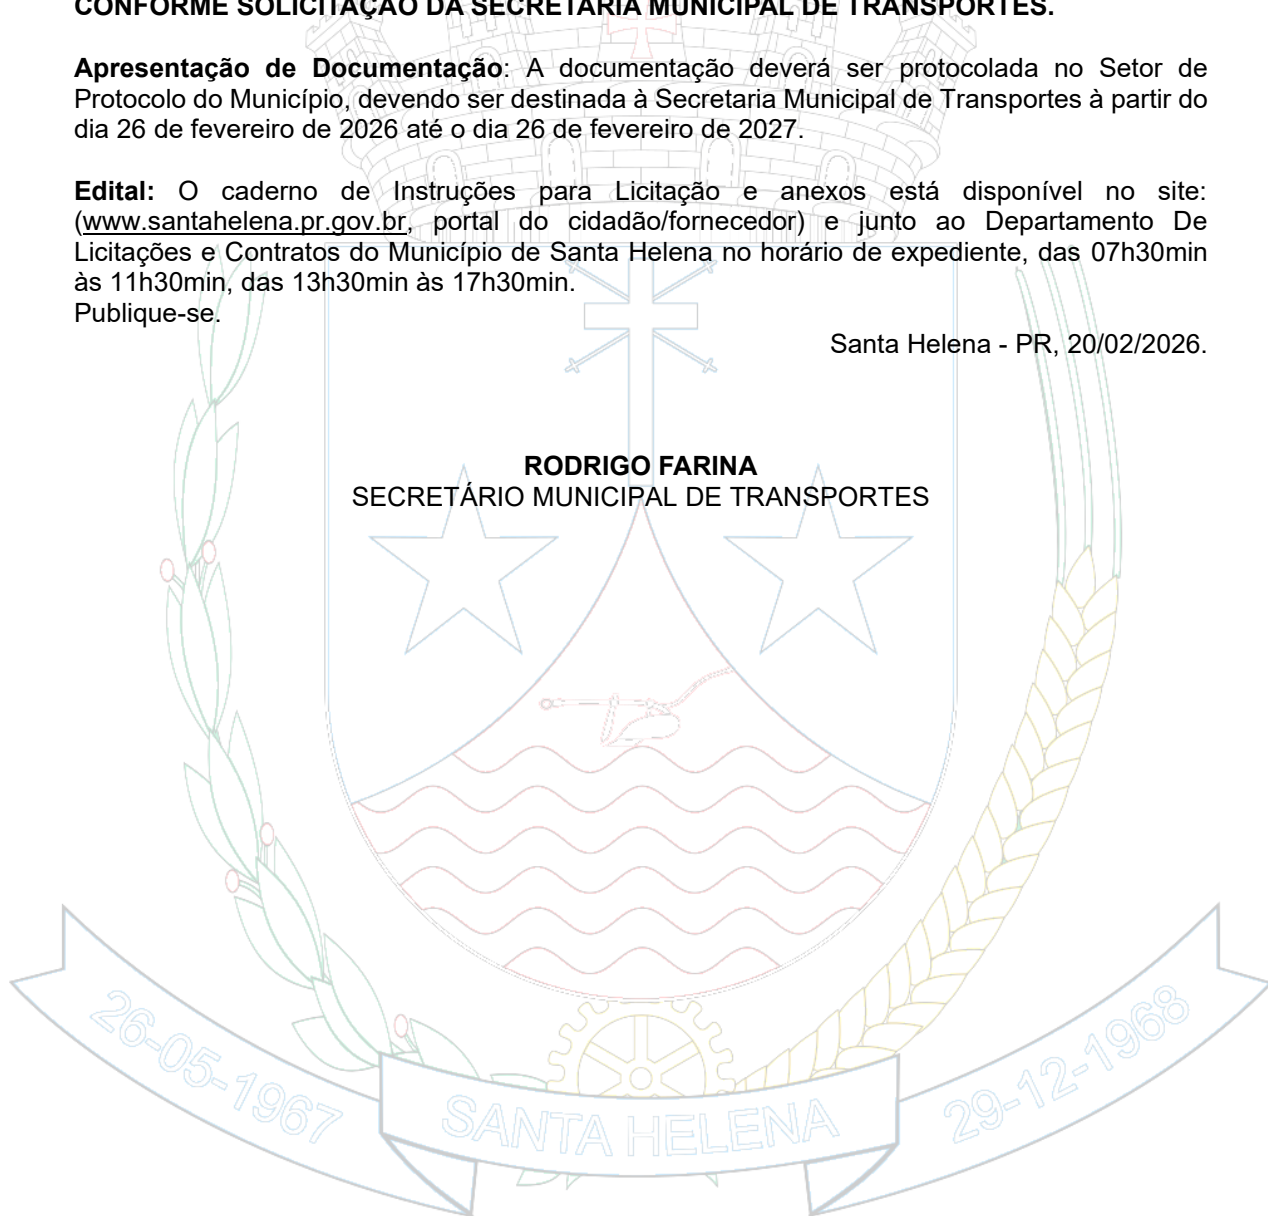 CONFORME SOLICITAÇÃO DA SECRETARIA MUNICIPAL DE TRANSPORTES.
Apresentação de Documentação: A documentação deverá ser protocolada no Setor de
Protocolo do Município, devendo ser destinada à Secretaria Municipal de Transportes à partir do
dia 26 de fevereiro de 2026 até o dia 26 de fevereiro de 2027.
Edital: O caderno de Instruções para Licitação e anexos está disponível no site:
(www.santahelena.pr.gov.br, portal do cidadão/fornecedor) e junto ao Departamento De
Licitações e Contratos do Município de Santa Helena no horário de expediente, das 07h30min
às 11h30min, das 13h30min às 17h30min.
Publique-se.
Santa Helena - PR, 20/02/2026.
RODRIGO FARINA
SECRETÁRIO MUNICIPAL DE TRANSPORTES
26-05-1967
SANTA HELENA
29-12-1968